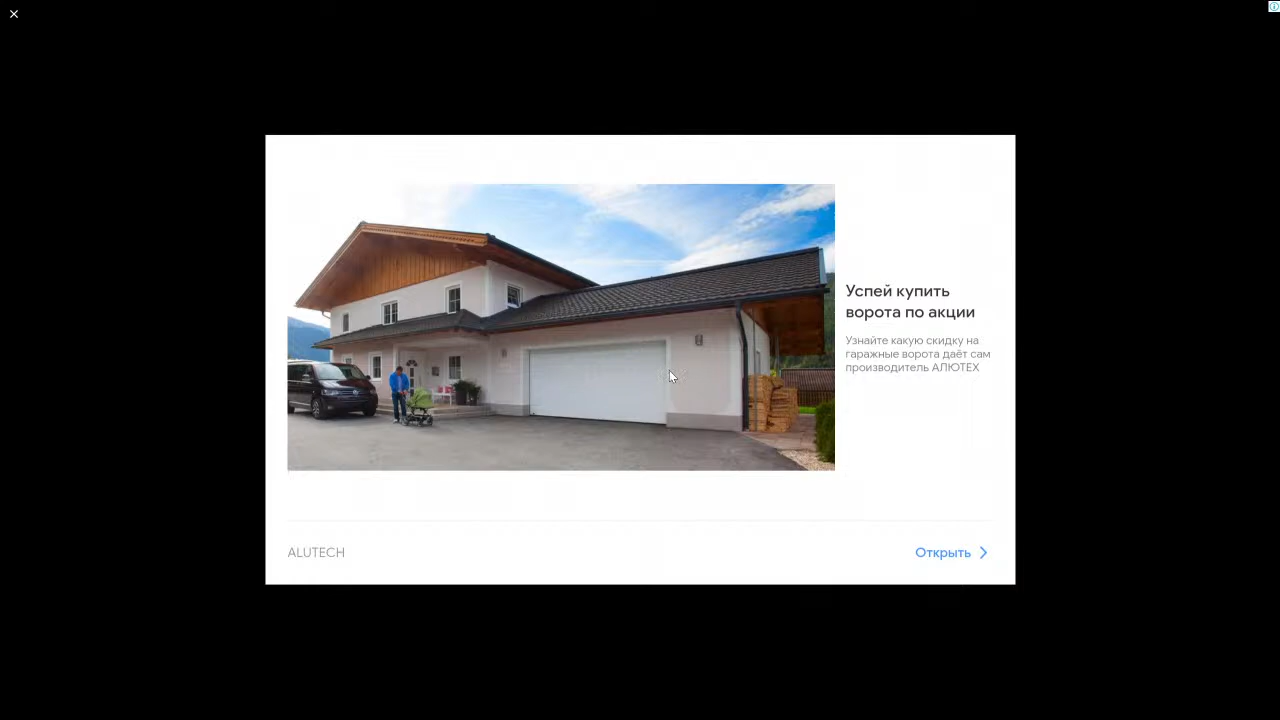 Успей купить
ворота по акции
Узнайте какую скидку на
гаражные ворота даёт сам
производитель АЛЮТЕХ
ALUTECH
Открыть